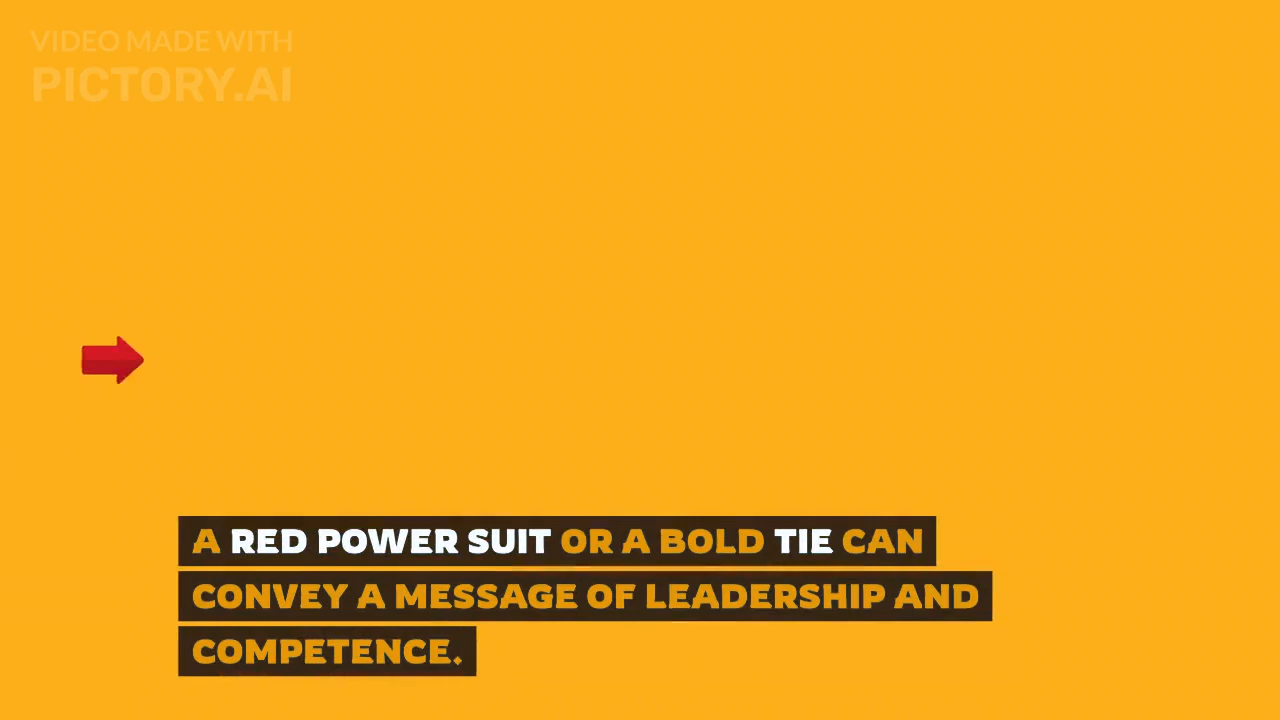 VIDEO MADE WITH
PICTORY.AI
A RED POWER SUIT OR A BOLD TIE CAN
CONVEY A MESSAGE OF LEADERSHIP AND
COMPETENCE.